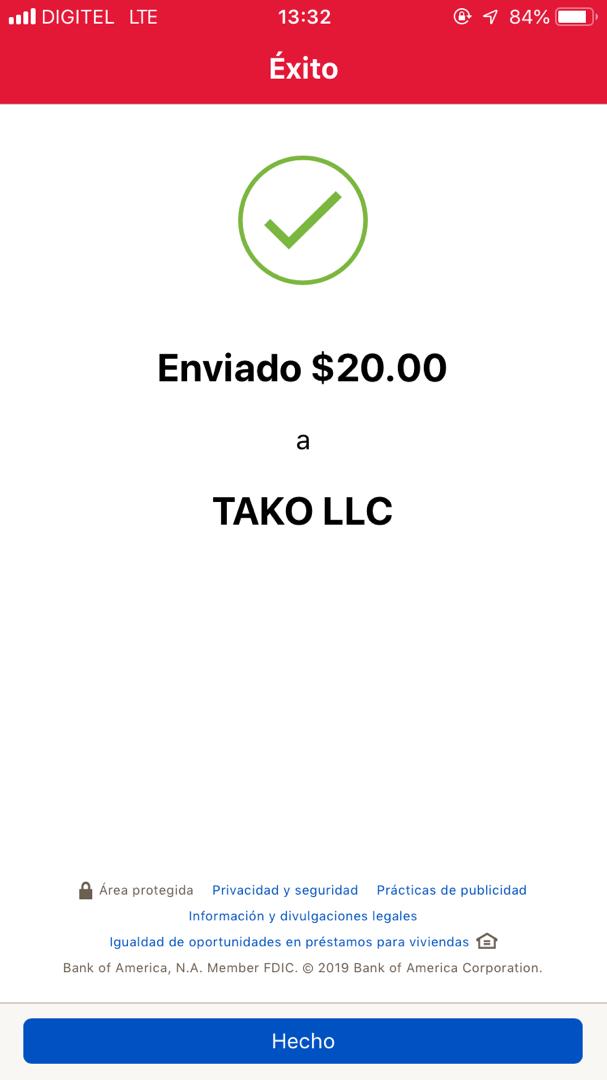 DIGITEL LTE 13:32 84%
Éxito
Enviado $20.00
a
TAKO LLC
Área protegida Privacidad y seguridad Prácticas de publicidad
Información y divulgaciones legales
Igualdad de oportunidades en préstamos para viviendas
Bank of America, N.A. Member FDIC. © 2019 Bank of America Corporation.
Hecho